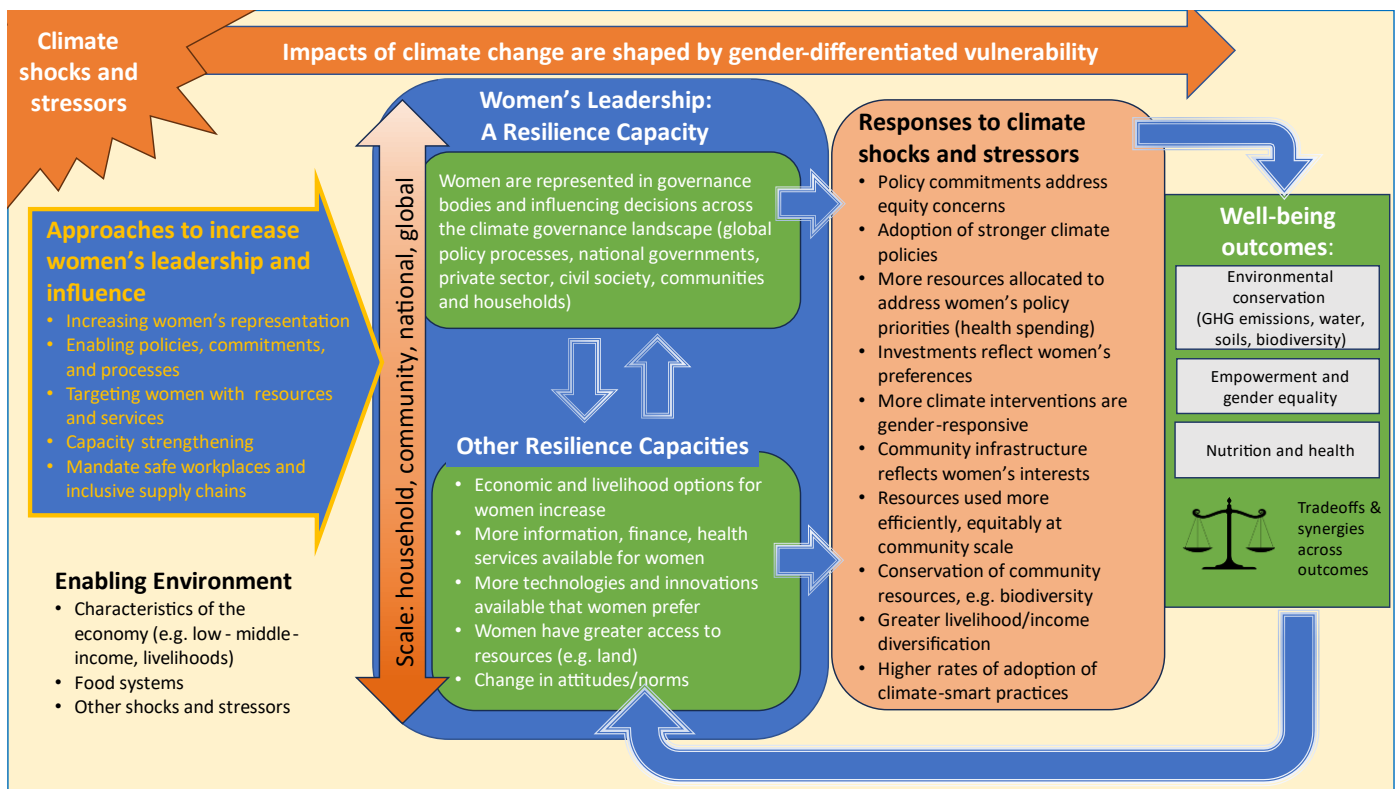 Climate
shocks and
stressors
Impacts of climate change are shaped by gender-differentiated vulnerability
Approaches to increase
women's leadership and
influence
• Increasing women's representation
• Enabling policies, commitments,
and processes
• Targeting women with resources
and services
• Capacity strengthening
• Mandate safe workplaces and
inclusive supply chains
Enabling Environment
• Characteristics of the
economy (e.g. low - middle-
income, livelihoods)
• Food systems
• Other shocks and stressors
Scale: household, community, national, global
Women's Leadership:
A Resilience Capacity
Women are represented in governance
bodies and influencing decisions across
the climate governance landscape (global
policy processes, national governments,
private sector, civil society, communities
and households)
Other Resilience Capacities
• Economic and livelihood options for
women increase
• More information, finance, health
services available for women
• More technologies and innovations
available that women prefer
• Women have greater access to
resources (e.g. land)
• Change in attitudes/norms
Responses to climate
shocks and stressors
• Policy commitments address
equity concerns
• Adoption of stronger climate
policies
• More resources allocated to
address women's policy
priorities (health spending)
• Investments reflect women's
preferences
• More climate interventions are
gender-responsive
• Community infrastructure
reflects women's interests
• Resources used more
efficiently, equitably at
community scale
• Conservation of community
resources, e.g. biodiversity
• Greater livelihood/income
diversification
• Higher rates of adoption of
climate-smart practices
Well-being
outcomes:
Environmental
conservation
(GHG emissions, water,
soils, biodiversity)
Empowerment and
gender equality
Nutrition and health
Tradeoffs &
synergies
across
outcomes